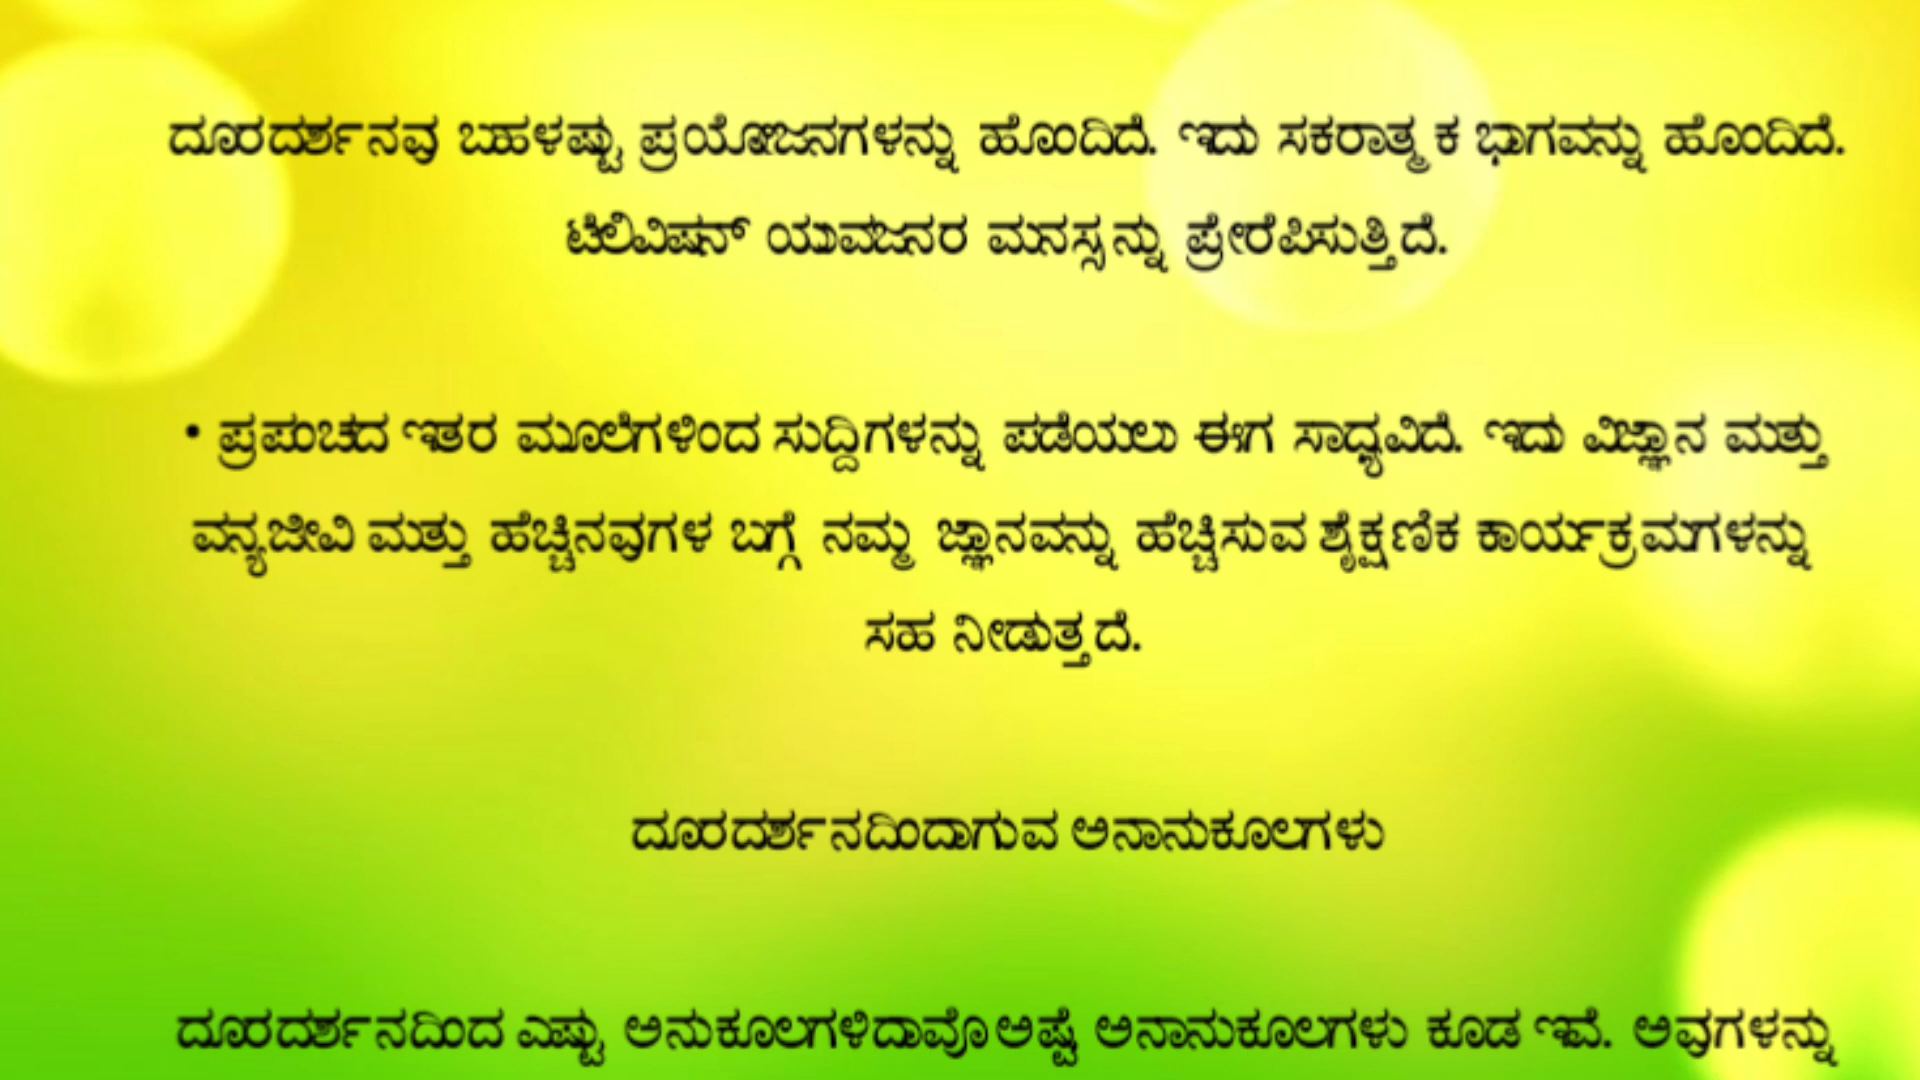 ದೂರದರ್ಶನವು ಬಹಳಷ್ಟು ಪ್ರಯೋಜನಗಳನ್ನು ಹೊಂದಿದೆ. ಇದು ಸಕರಾತ್ಮಕ ಭಾಗವನ್ನು ಹೊಂದಿದೆ.
ಟೆಲಿವಿಷನ್ ಯುವಜನರ ಮನಸ್ಸನ್ನು ಪ್ರೇರೆಪಿಸುತ್ತಿದೆ.
• ಪ್ರಪಂಚದ ಇತರ ಮೂಲೆಗಳಿಂದ ಸುದ್ದಿಗಳನ್ನು ಪಡೆಯಲು ಈಗ ಸಾಧ್ಯವಿದೆ. ಇದು ವಿಜ್ಞಾನ ಮತ್ತು
ವನ್ಯಜೀವಿ ಮತ್ತು ಹೆಚ್ಚಿನವುಗಳ ಬಗ್ಗೆ ನಮ್ಮ ಜ್ಞಾನವನ್ನು ಹೆಚ್ಚಿಸುವ ಶೈಕ್ಷಣಿಕ ಕಾರ್ಯಕ್ರಮಗಳನ್ನು
ಸಹ ನೀಡುತ್ತದೆ.
ದೂರದರ್ಶನದಿಂದಾಗುವ ಅನಾನುಕೂಲಗಳು
ದೂರದರ್ಶನದಿಂದ ಎಷ್ಟು ಅನುಕೂಲಗಳಿದಾವೊ ಅಷ್ಟೆ ಅನಾನುಕೂಲಗಳು ಕೂಡ ಇವೆ. ಅವುಗಳನ್ನು